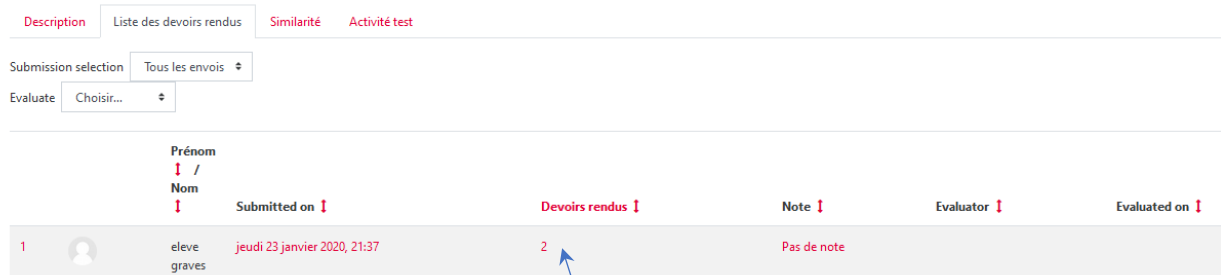 Description Liste des devoirs rendus Similarité Activité test
Submission selection Tous les envois
Evaluate Choisir...
Prénom
/
Nom
Submitted on Devoirs rendus Note Evaluator Evaluated on
1 eleve jeudi 23 janvier 2020, 21:37 2 Pas de note
graves